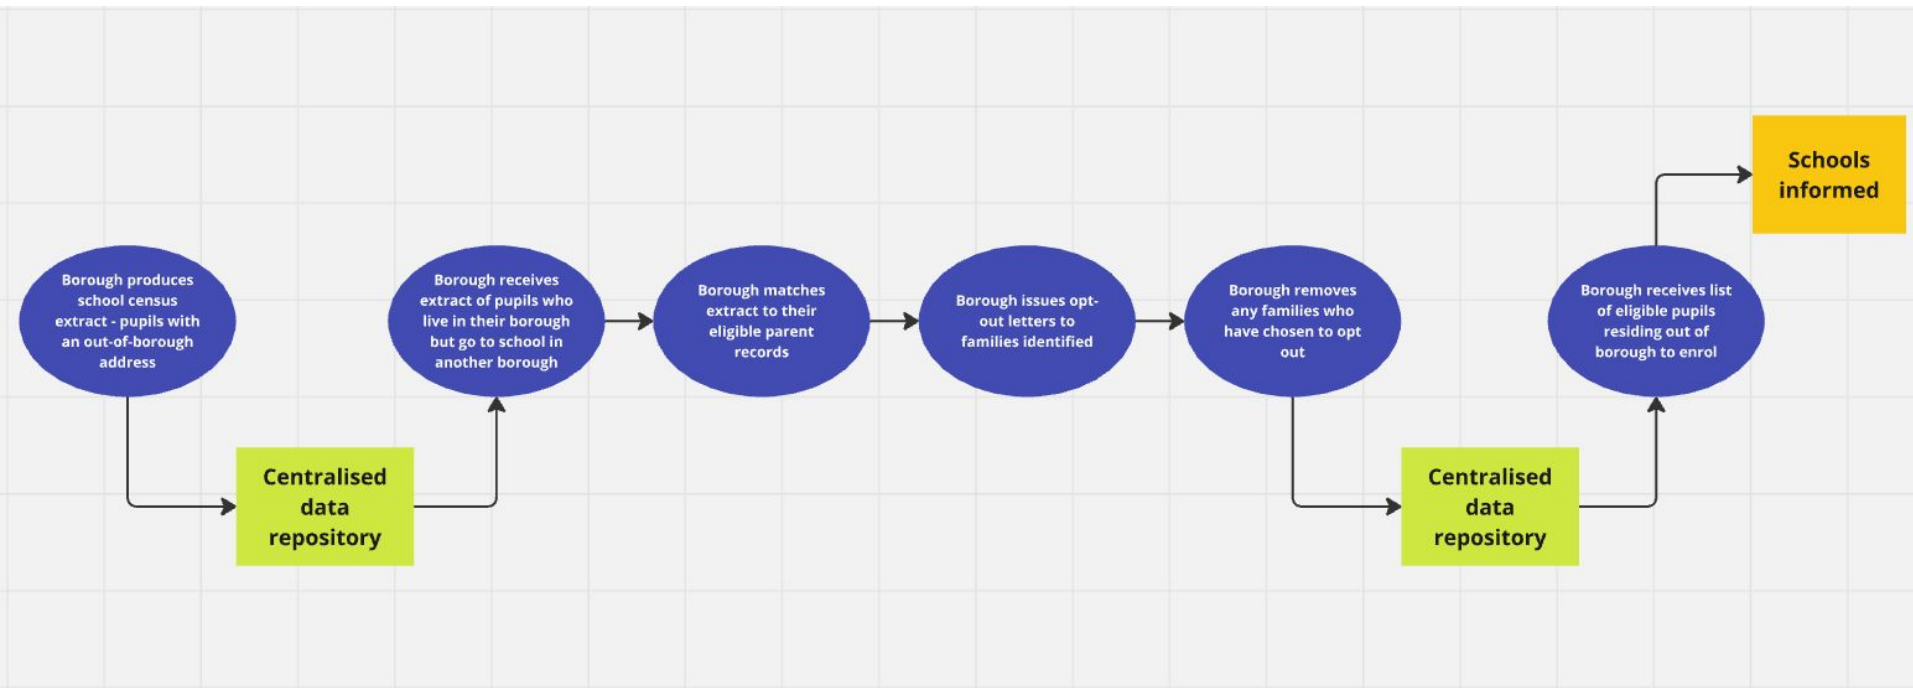 Borough produces
school census
extract - pupils with
an out-of-borough
address
Centralised
data
repository
Borough receives
extract of pupils who
live in their borough
but go to school in
another borough
Borough matches
extract to their
eligible parent
records
Borough issues opt-
out letters to
families identified
Borough removes
any families who
have chosen to opt
out
Centralised
data
repository
Borough receives list
of eligible pupils
residing out of
borough to enrol
Schools
informed